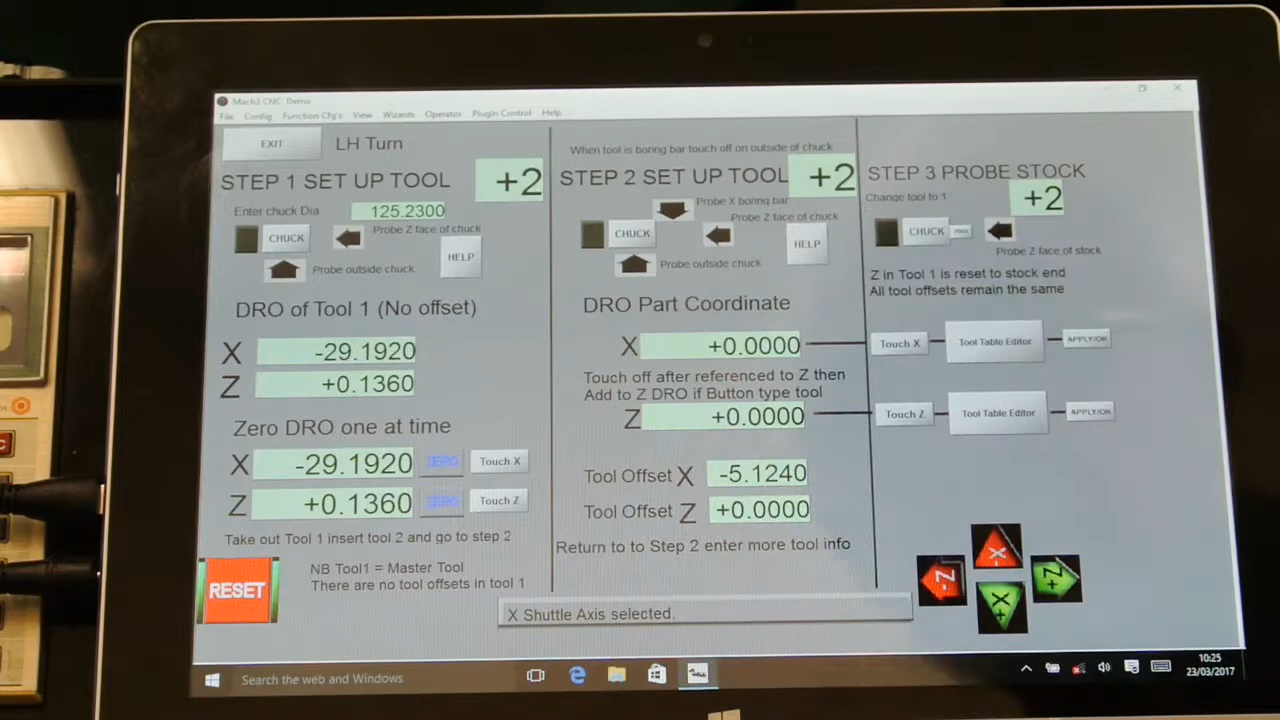 Mach3 CNC Demo
File Config Function Cfg's View Wizards Operator PlugIn Control Help
EXIT
LH Turn
STEP 1 SET UP TOOL
+2
Enter chuck Dia
125.2300
Probe Z face of chuck
CHUCK
HELP
Probe outside chuck
DRO of Tool 1 (No offset)
X -29.1920
Z +0.1360
Zero DRO one at time
X -29.1920 ZERO Touch X
Z +0.1360 ZERO Touch Z
Take out Tool 1 insert tool 2 and go to step 2
NB Tool1 = Master Tool
There are no tool offsets in tool 1
RESET
When tool is boring bar touch off on outside of chuck
STEP 2 SET UP TOOL
+2
Probe X boring bar
Probe Z face of chuck
CHUCK
HELP
Probe outside chuck
DRO Part Coordinate
X +0.0000
Touch off after referenced to Z then
Add to Z DRO if Button type tool
Z +0.0000
Tool Offset X -5.1240
Tool Offset Z +0.0000
Return to to Step 2 enter more tool info
X Shuttle Axis selected.
STEP 3 PROBE STOCK
Change tool to 1
+2
CHUCK
Probe Z face of stock
Z in Tool 1 is reset to stock end
All tool offsets remain the same
Touch X Tool Table Editor APPLY/OK
Touch Z Tool Table Editor APPLY/OK
X -
Z -
Z +
X +
Search the web and Windows
10:25
23/03/2017